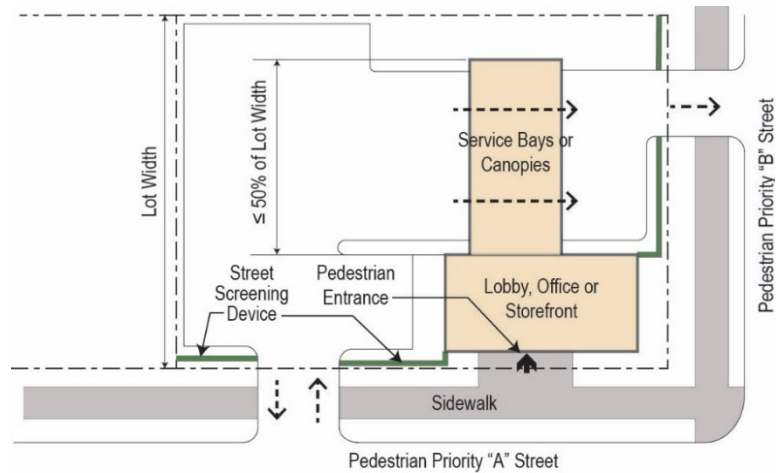 Lot Width
≤ 50% of Lot Width
Service Bays or
Canopies
Pedestrian Priority “B” Street
Street
Screening
Device
Pedestrian
Entrance
Lobby, Office or
Storefront
Sidewalk
Pedestrian Priority “A” Street